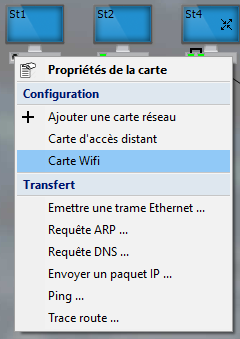 St1 St2 St4
Propriétés de la carte
Configuration
Ajouter une carte réseau
Carte d'accès distant
Carte Wifi
Transfert
Emettre une trame Ethernet ...
Requête ARP ...
Requête DNS ...
Envoyer un paquet IP ...
Ping ...
Trace route ...